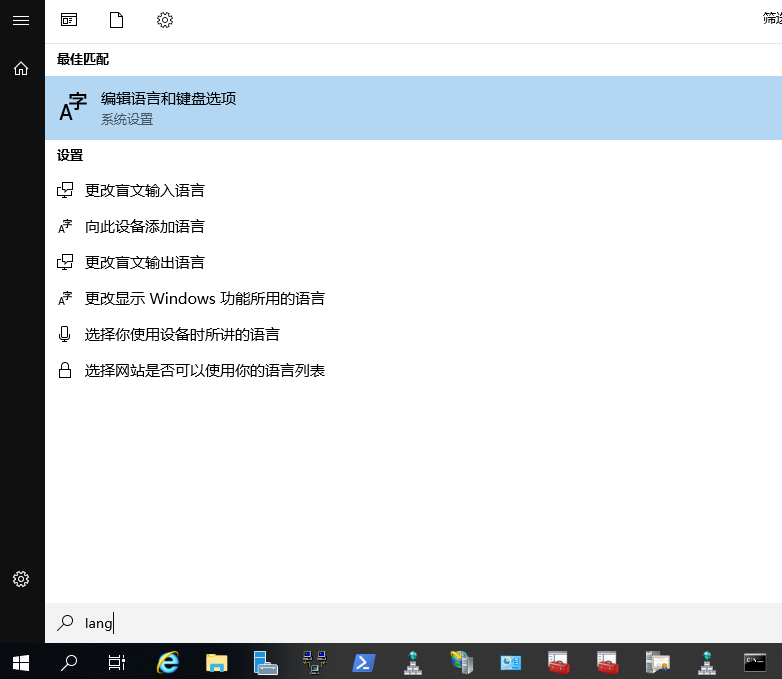 筛选
最佳匹配
编辑语言和键盘选项
系统设置
设置
更改盲文输入语言
向此设备添加语言
更改盲文输出语言
更改显示 Windows 功能所用的语言
选择你使用设备时所讲的语言
选择网站是否可以使用你的语言列表
lang